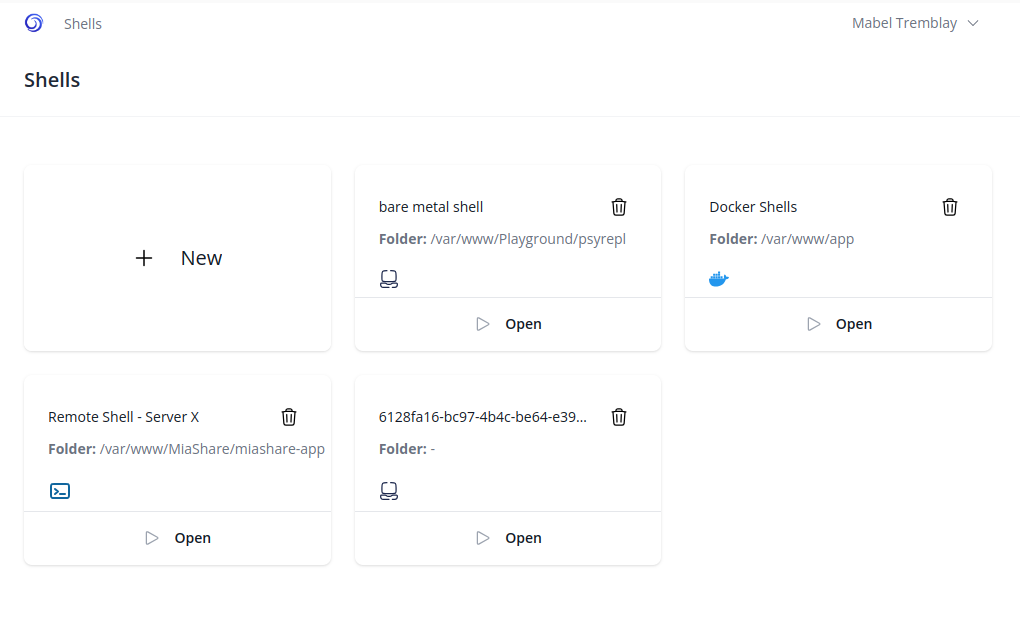 Shells
Mabel Tremblay
Shells
New
bare metal shell
Folder: /var/www/Playground/psyrepl
Open
Docker Shells
Folder: /var/www/app
Open
Remote Shell - Server X
Folder: /var/www/MiaShare/miashare-app
Open
6128fa16-bc97-4b4c-be64-e39...
Folder: -
Open